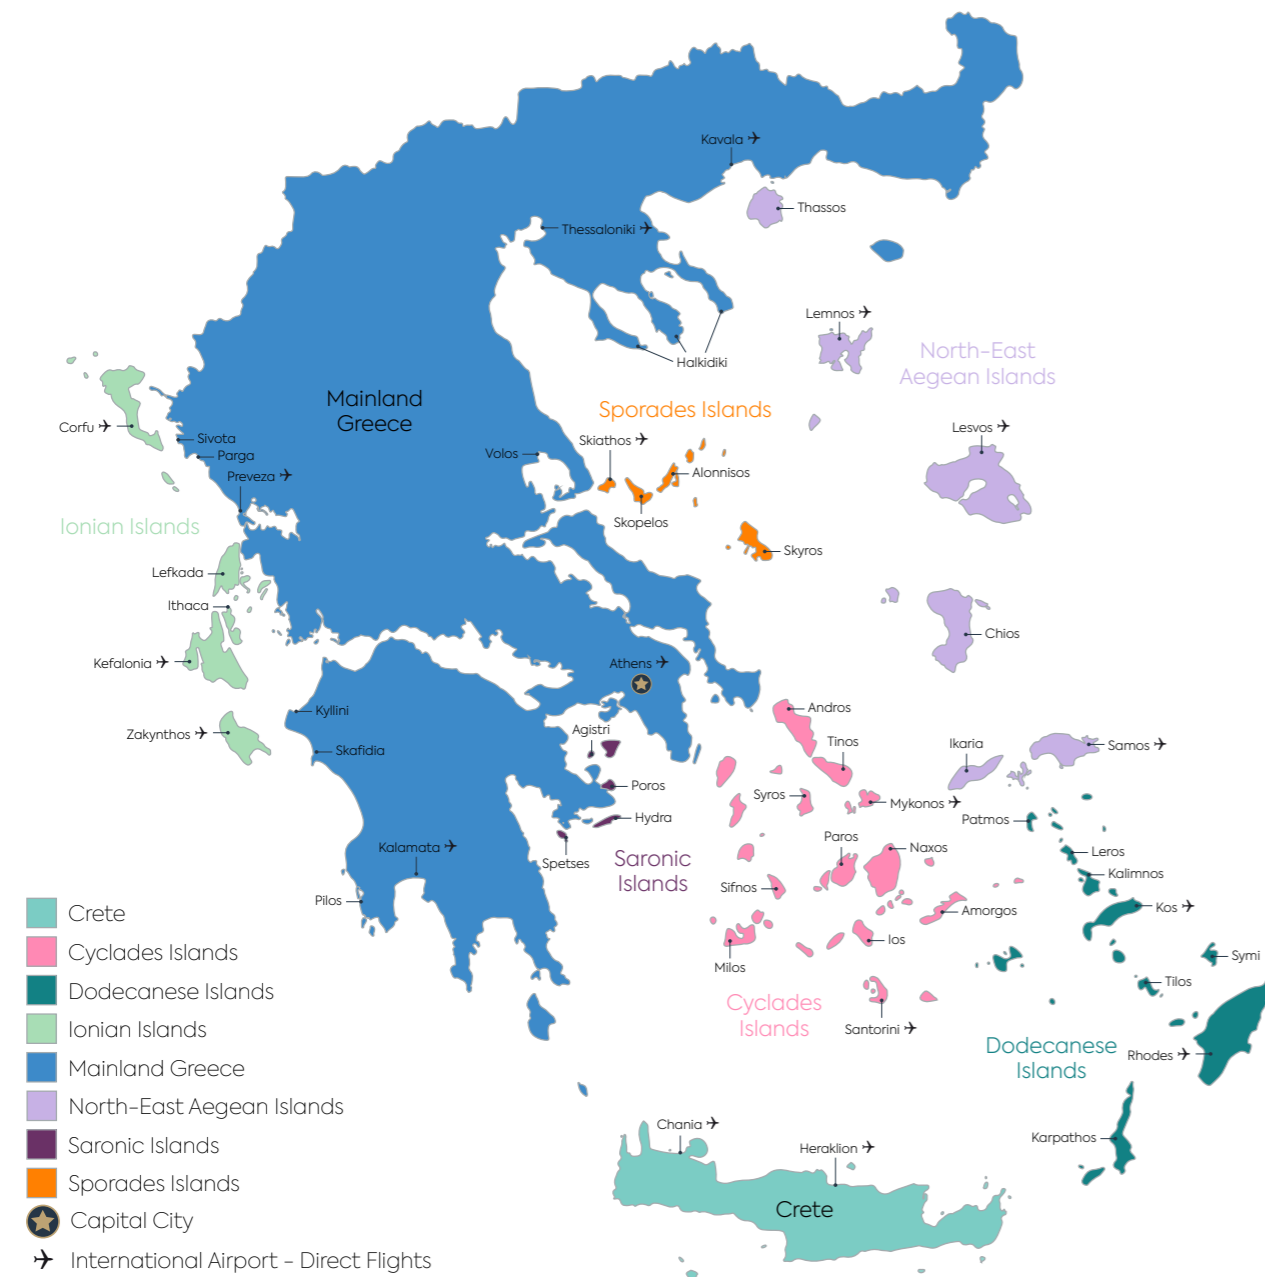 Kavala
Thassos
Thessaloniki
Lemnos
Halkidiki
North-East
Aegean Islands
Mainland
Greece
Sporades Islands
Corfu
Sivota
Parga
Preveza
Volos
Skiathos
Alonnisos
Skopelos
Lesvos
Ionian Islands
Skyros
Lefkada
Ithaca
Kefalonia
Chios
Athens
Zakynthos
Kyllini
Skafidia
Agistri
Andros
Tinos
Ikaria
Samos
Poros
Syros
Mykonos
Hydra
Patmos
Spetses
Saronic
Islands
Paros
Naxos
Leros
Kalimnos
Kalamata
Sifnos
Pilos
Amorgos
Kos
Milos
Ios
Symi
Tilos
Cyclades
Islands
Santorini
Dodecanese
Islands
Rhodes
Chania
Heraklion
Karpathos
Crete
Crete
Cyclades Islands
Dodecanese Islands
Ionian Islands
Mainland Greece
North-East Aegean Islands
Saronic Islands
Sporades Islands
Capital City
International Airport - Direct Flights